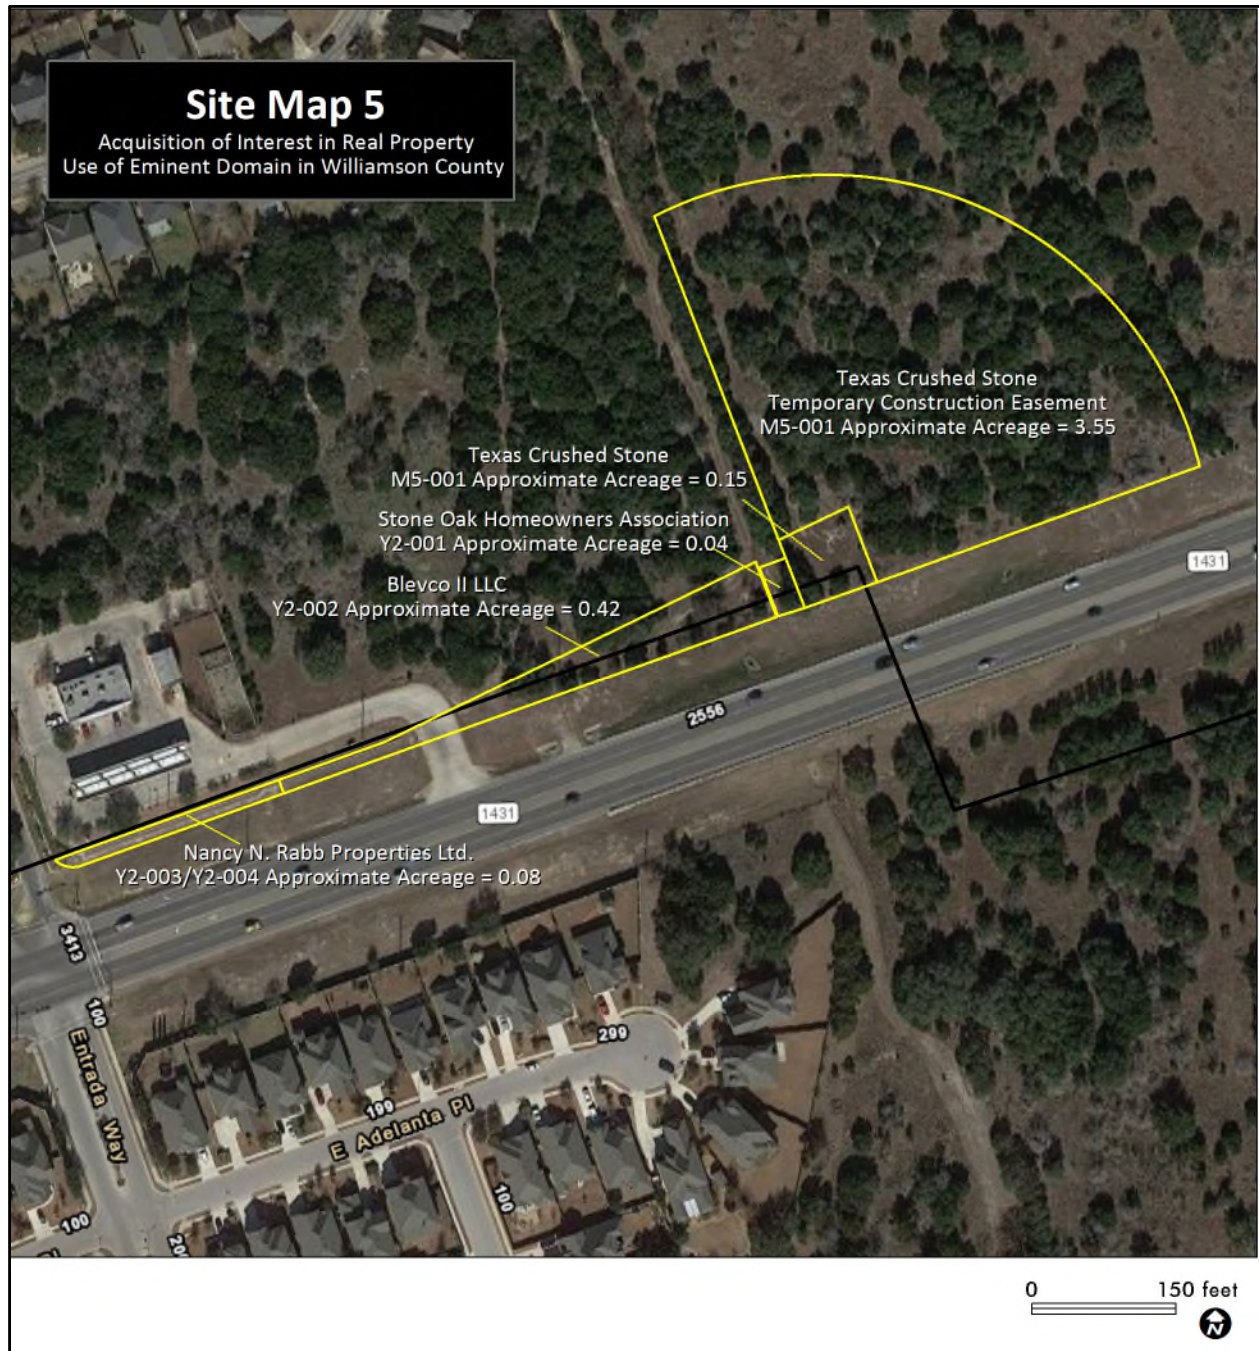 Site Map 5
Acquisition of Interest in Real Property
Use of Eminent Domain in Williamson County
Texas Crushed Stone
Temporary Construction Easement
M5-001 Approximate Acreage = 3.55
Texas Crushed Stone
M5-001 Approximate Acreage = 0.15
Stone Oak Homeowners Association
Y2-001 Approximate Acreage = 0.04
Blevco II LLC
Y2-002 Approximate Acreage = 0.42
1431
2556
1431
Nancy N. Rabb Properties Ltd.
Y2-003/Y2-004 Approximate Acreage = 0.08
3413
100
Entrada Way
299
199
E Adelanta Pl
100
100
Pl
0 150 feet
N